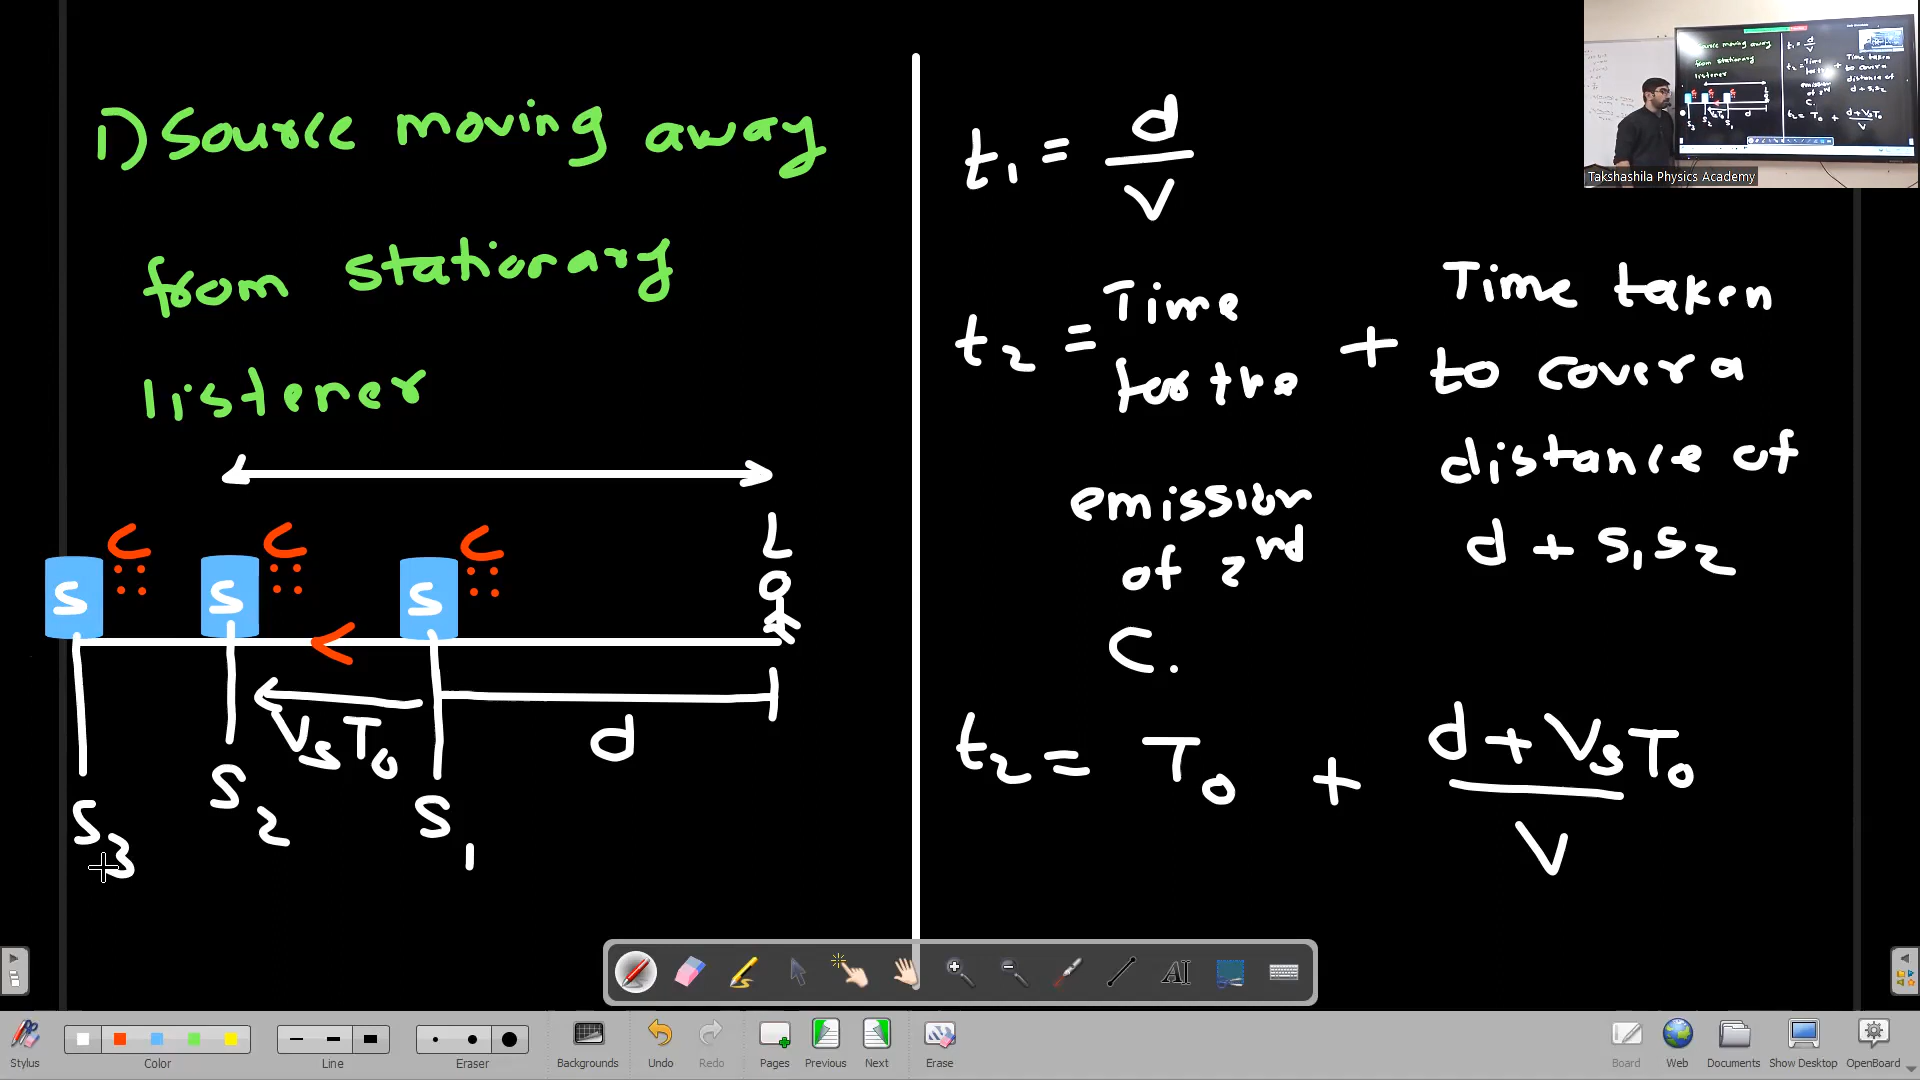 1) Source moving away
from stationary
listener
C C C
S S S
L
O
d
VsT0
S3 S2 S1
t1 = d/V
t2 = Time for the emission of 2nd C. + Time taken to cover a distance of d + S1S2
t2 = T0 + (d + VsT0)/V
Takshashila Physics Academy
Stylus Color Line Eraser Backgrounds Undo Redo Pages Previous Next Erase Board Web Documents Show Desktop OpenBoard